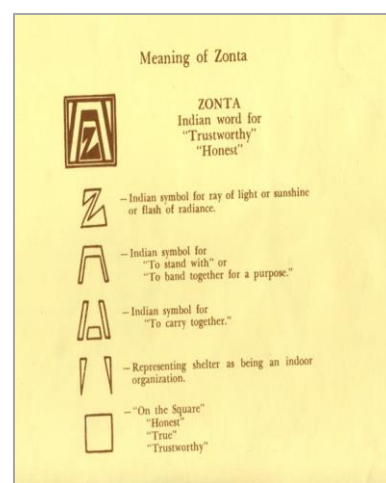 Meaning of Zonta
ZONTA
Indian word for
"Trustworthy"
"Honest"
– Indian symbol for ray of light or sunshine
or flash of radiance.
– Indian symbol for
"To stand with" or
"To band together for a purpose."
– Indian symbol for
"To carry together."
– Representing shelter as being an indoor
organization.
– "On the Square"
"Honest"
"True"
"Trustworthy"